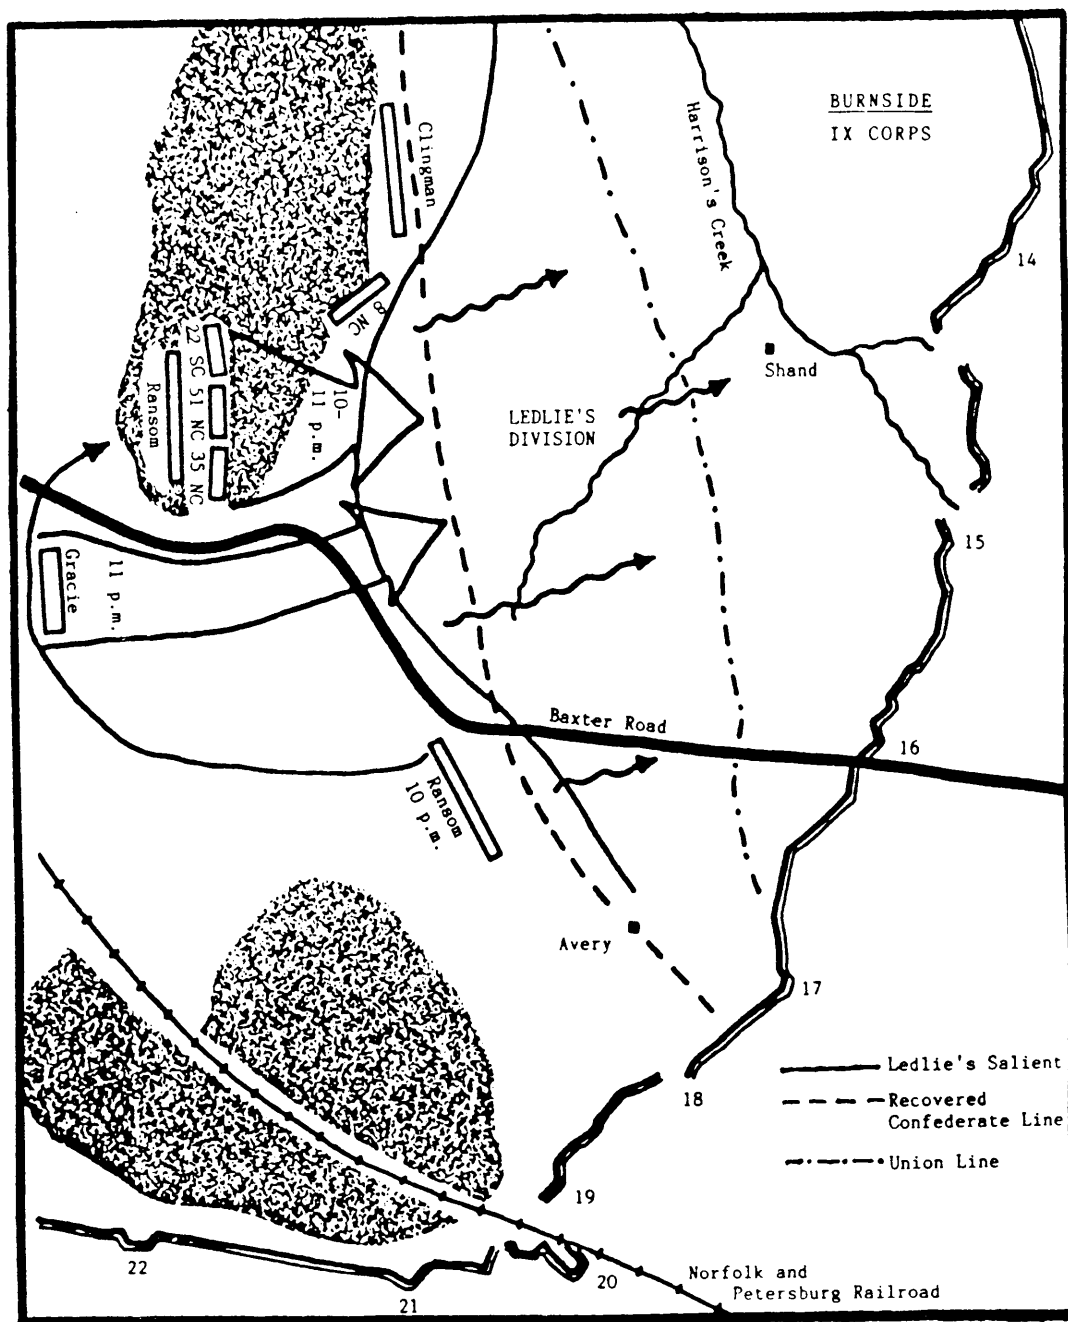 BURNSIDE
IX CORPS
Clingman
Harrison's Creek
14
8 NC
22 SC 51 NC 35 NC
Ransom
10-
11 p.m.
Shand
LEDLIE'S
DIVISION
15
Gracie
11 p.m.
Baxter Road
16
Ransom
10 p.m.
Avery
17
18
Ledlie's Salient
Recovered
Confederate Line
Union Line
19
20
22
21
Norfolk and
Petersburg Railroad